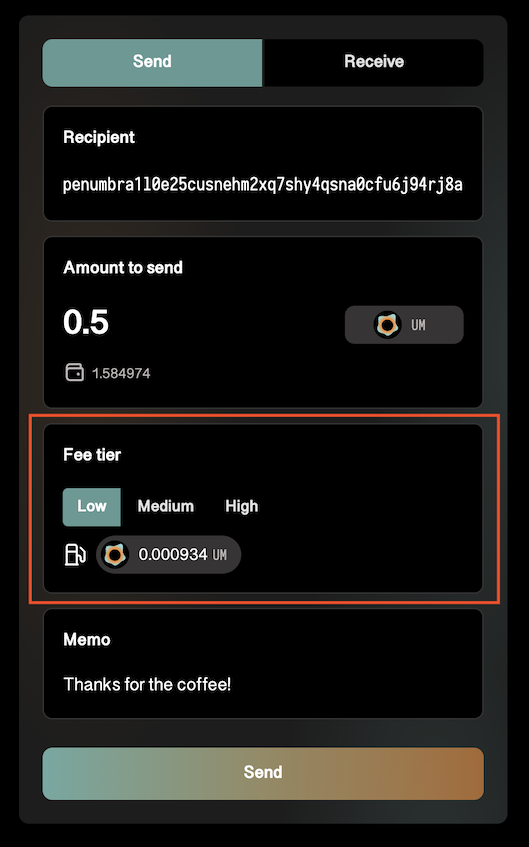 Send Receive
Recipient
penumbra1l0e25cusnehm2xq7shy4qsna0cfu6j94rj8a
Amount to send
0.5 UM
1.584974
Fee tier
Low Medium High
0.000934 UM
Memo
Thanks for the coffee!
Send